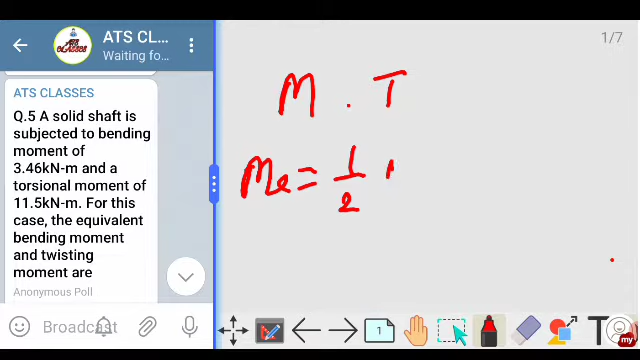 ATS CL...
Waiting fo...
ATS CLASSES
Q.5 A solid shaft is
subjected to bending
moment of
3.46kN-m and a
torsional moment of
11.5kN-m. For this
case, the equivalent
bending moment
and twisting
moment are
Anonymous Poll
Broadcast
1/7
M . T
Me = 1/2
1
T
my